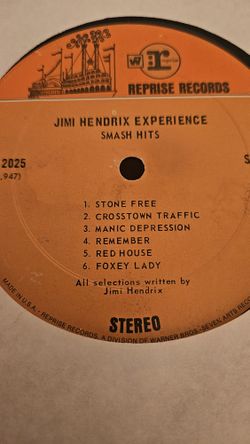 W7
r
REPRISE RECORDS
JIMI HENDRIX EXPERIENCE
SMASH HITS
2025
,947)
1. STONE FREE
2. CROSSTOWN TRAFFIC
3. MANIC DEPRESSION
4. REMEMBER
5. RED HOUSE
6. FOXEY LADY
All selections written by
Jimi Hendrix
STEREO
MADE IN U.S.A. - REPRISE RECORDS, A DIVISION OF WARNER BROS.-SEVEN ARTS RECO